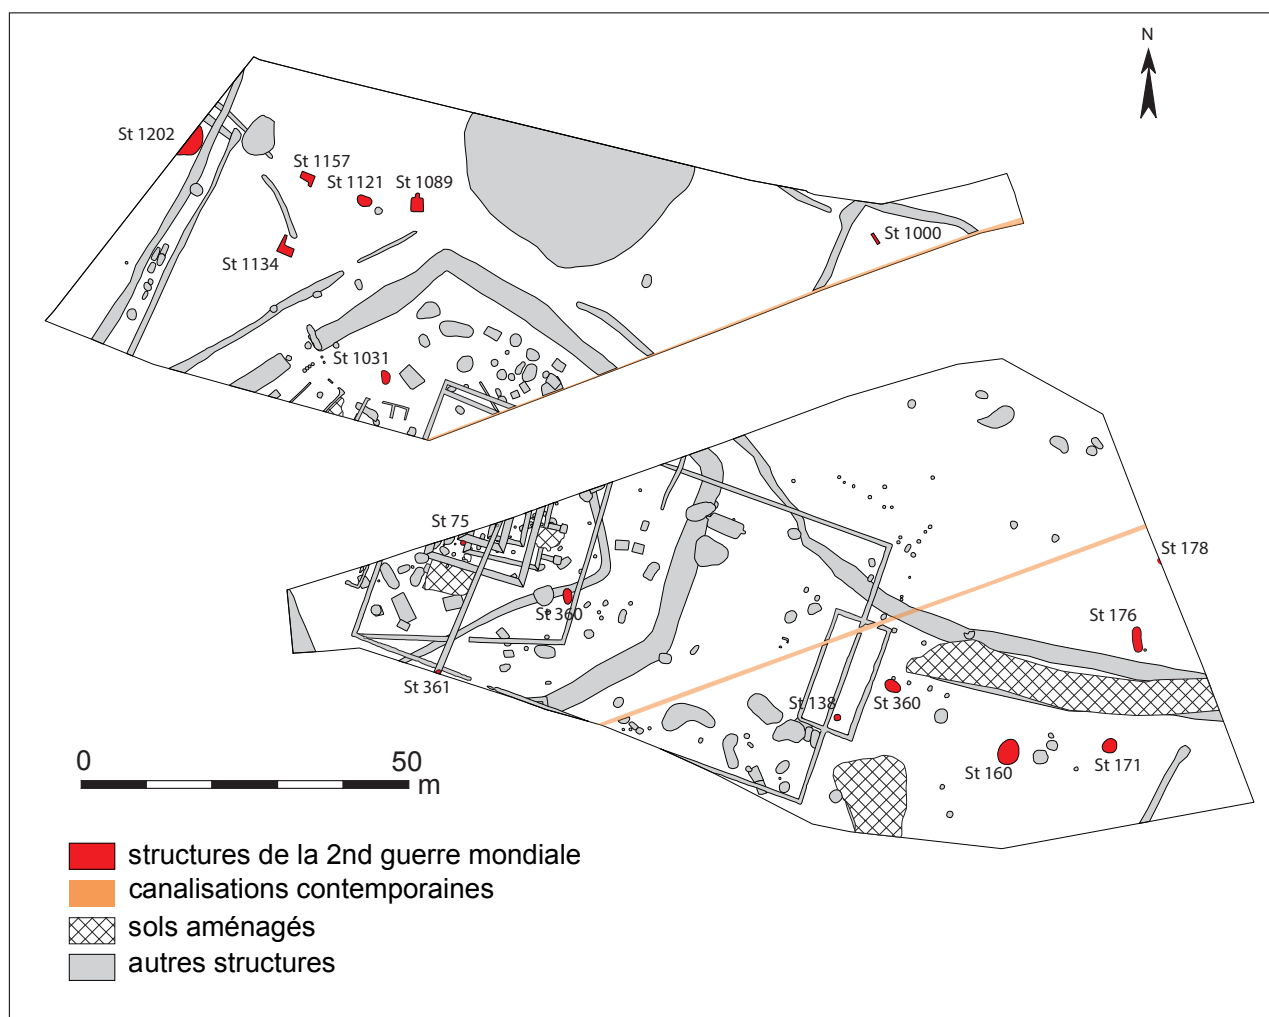 N
St 1202
St 1157
St 1121
St 1089
St 1000
St 1134
St 1031
St 75
St 178
St 360
St 176
St 361
St 138
St 360
St 160
St 171
0 50
m
structures de la 2nd guerre mondiale
canalisations contemporaines
sols aménagés
autres structures